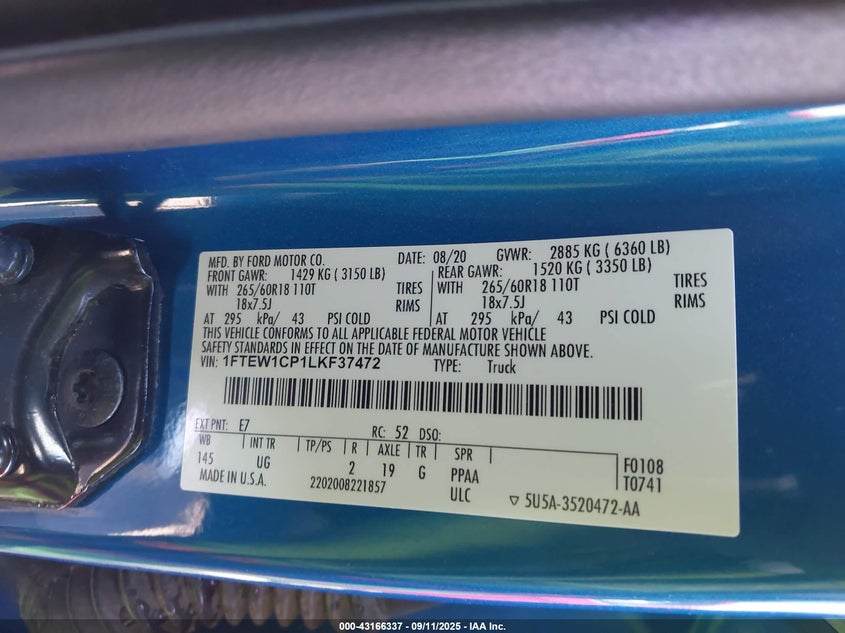 MFD. BY FORD MOTOR CO. DATE: 08/20 GVWR: 2885 KG ( 6360 LB)
FRONT GAWR: 1429 KG ( 3150 LB) REAR GAWR: 1520 KG ( 3350 LB)
WITH 265/60R18 110T TIRES WITH 265/60R18 110T TIRES
18x7.5J RIMS 18x7.5J RIMS
AT 295 kPa/ 43 PSI COLD AT 295 kPa/ 43 PSI COLD
THIS VEHICLE CONFORMS TO ALL APPLICABLE FEDERAL MOTOR VEHICLE
SAFETY STANDARDS IN EFFECT ON THE DATE OF MANUFACTURE SHOWN ABOVE.
VIN: 1FTEW1CP1LKF37472 TYPE: Truck
EXT PNT: E7 RC: 52 DSO:
WB INT TR TP/PS R AXLE TR SPR
145 UG 2 19 G PPAA
F0108
T0741
MADE IN U.S.A. 2202008221857 ULC ▽ 5U5A-3520472-AA
000-43166337 - 09/11/2025 - IAA Inc.